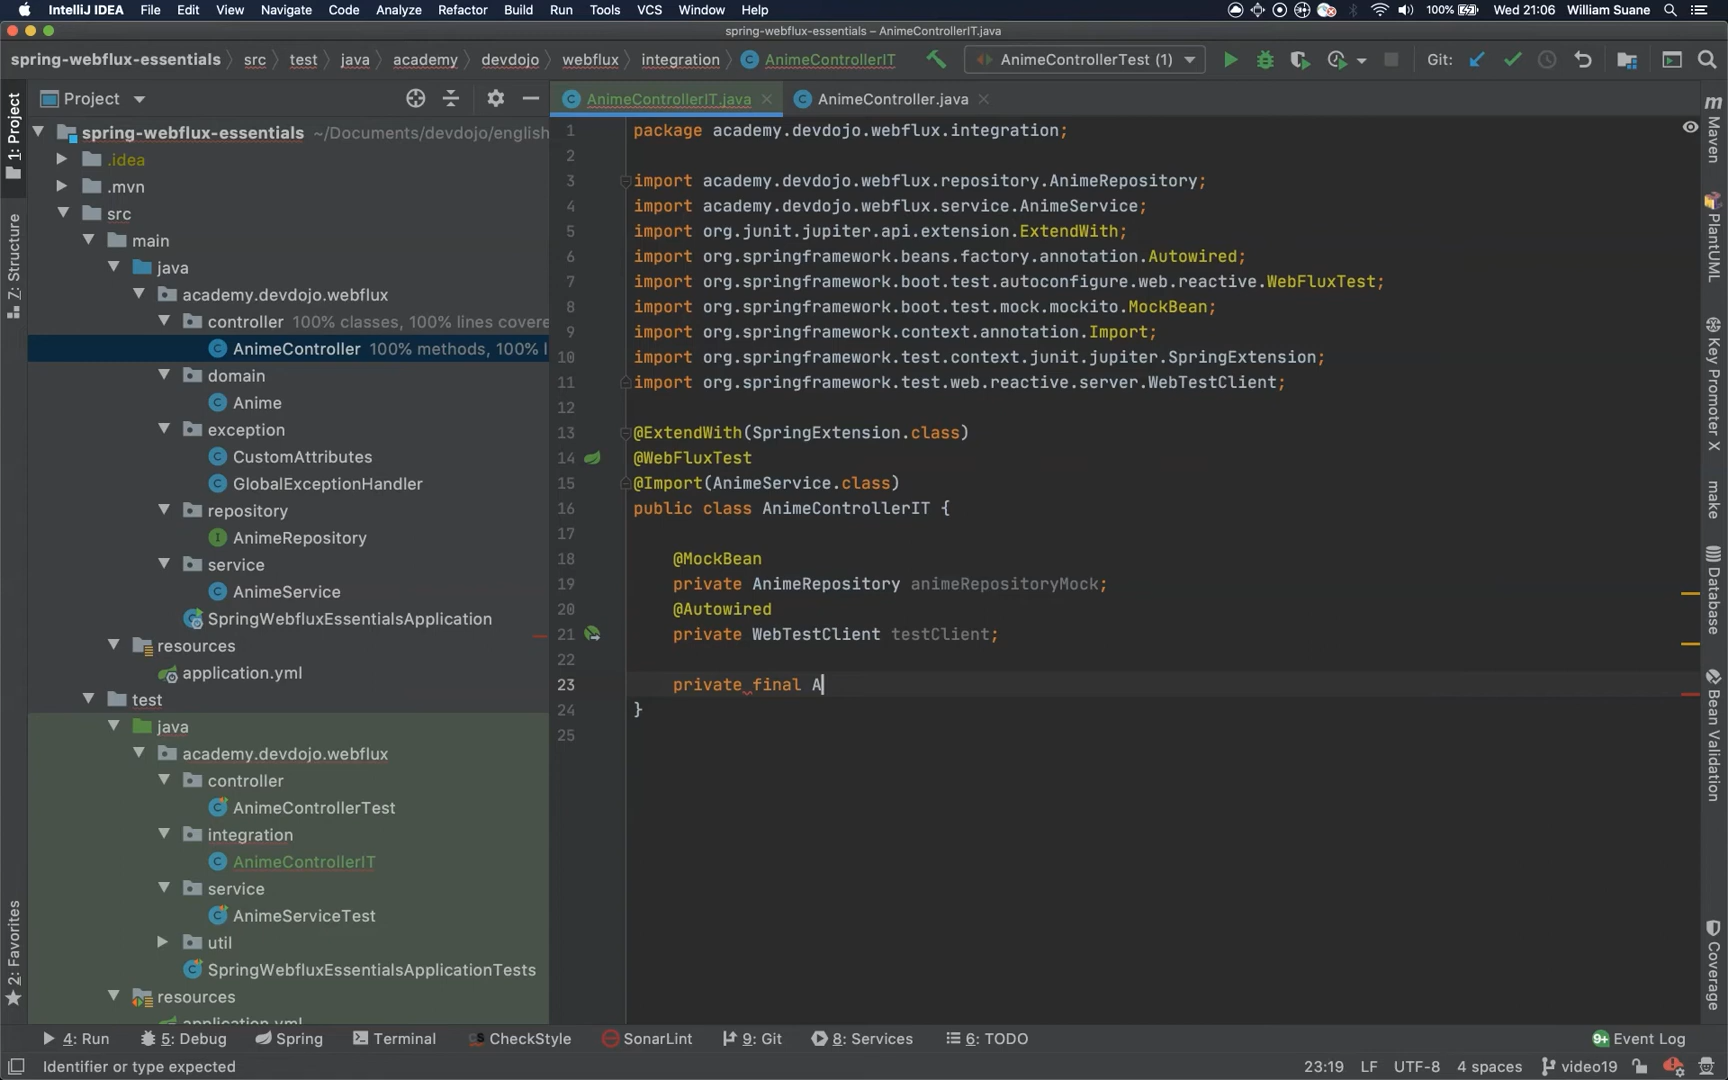 IntelliJ IDEA File Edit View Navigate Code Analyze Refactor Build Run Tools VCS Window Help 100% Wed 21:06 William Suane
spring-webflux-essentials – AnimeControllerIT.java
spring-webflux-essentials src test java academy devdojo webflux integration AnimeControllerIT AnimeControllerTest (1) Git:
Project
AnimeControllerIT.java
AnimeController.java
1: Project
7: Structure
2: Favorites
spring-webflux-essentials ~/Documents/devdojo/english
.idea
.mvn
src
main
java
academy.devdojo.webflux
controller 100% classes, 100% lines covere
AnimeController 100% methods, 100% l
domain
Anime
exception
CustomAttributes
GlobalExceptionHandler
repository
AnimeRepository
service
AnimeService
SpringWebfluxEssentialsApplication
resources
application.yml
test
java
academy.devdojo.webflux
controller
AnimeControllerTest
integration
AnimeControllerIT
service
AnimeServiceTest
util
SpringWebfluxEssentialsApplicationTests
resources
application.yml
1 package academy.devdojo.webflux.integration;
2
3 import academy.devdojo.webflux.repository.AnimeRepository;
4 import academy.devdojo.webflux.service.AnimeService;
5 import org.junit.jupiter.api.extension.ExtendWith;
6 import org.springframework.beans.factory.annotation.Autowired;
7 import org.springframework.boot.test.autoconfigure.web.reactive.WebFluxTest;
8 import org.springframework.boot.test.mock.mockito.MockBean;
9 import org.springframework.context.annotation.Import;
10 import org.springframework.test.context.junit.jupiter.SpringExtension;
11 import org.springframework.test.web.reactive.server.WebTestClient;
12
13 @ExtendWith(SpringExtension.class)
14 @WebFluxTest
15 @Import(AnimeService.class)
16 public class AnimeControllerIT {
17
18 @MockBean
19 private AnimeRepository animeRepositoryMock;
20 @Autowired
21 private WebTestClient testClient;
22
23 private final A
24 }
25
Maven
PlantUML
Key Promoter X
make
Database
Bean Validation
Coverage
4: Run 5: Debug Spring Terminal CheckStyle SonarLint 9: Git 8: Services 6: TODO 9+ Event Log
Identifier or type expected 23:19 LF UTF-8 4 spaces video19